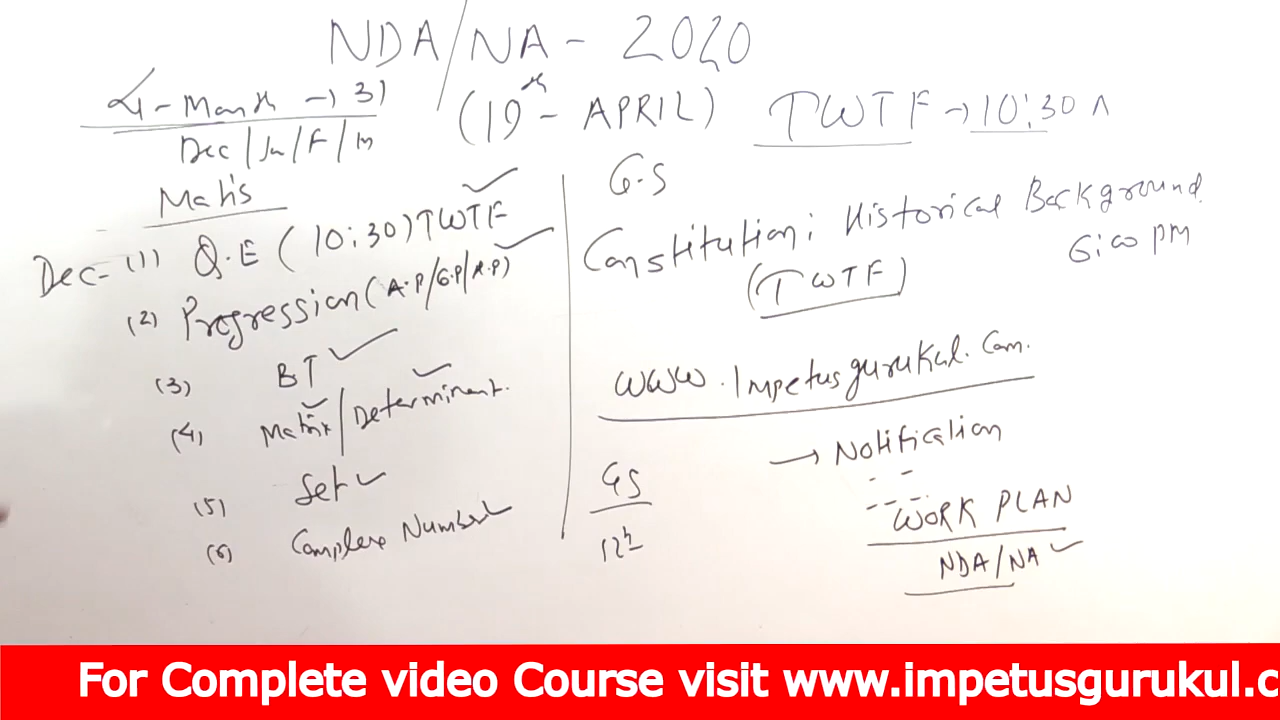 NDA/NA - 2020
4 - Month → 31
Dec/Jn/F/M
(19th - APRIL)
TWTF → 10:30 A
Maths
Dec - (1) Q.E (10:30) TWTF
(2) Progression (A.P/G.P/H.P)
(3) BT
(4) Matrix/Determinant.
(5) Set
(6) Complex Number
G.S
Constitution: Historical Background
(TWTF)
6:00 PM
www.Impetusgurukul.Com.
→ Notification
WORK PLAN
NDA/NA
GS
12th
For Complete video Course visit www.impetusgurukul.c